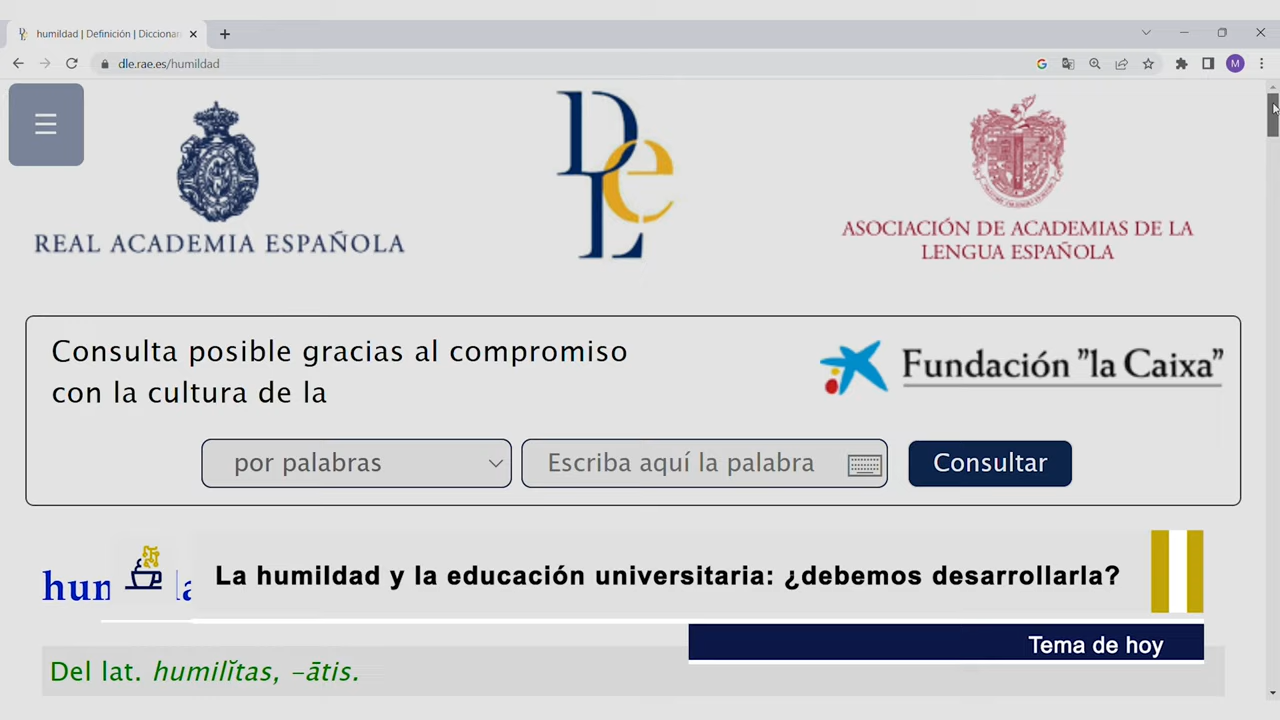 humildad | Definición | Diccionar
dle.rae.es/humildad
M
REAL ACADEMIA ESPAÑOLA
DLe
ASOCIACIÓN DE ACADEMIAS DE LA
LENGUA ESPAÑOLA
Consulta posible gracias al compromiso
con la cultura de la
Fundación "la Caixa"
por palabras
Escriba aquí la palabra
Consultar
hum
La humildad y la educación universitaria: ¿debemos desarrollarla?
Tema de hoy
Del lat. humilĭtas, -ātis.